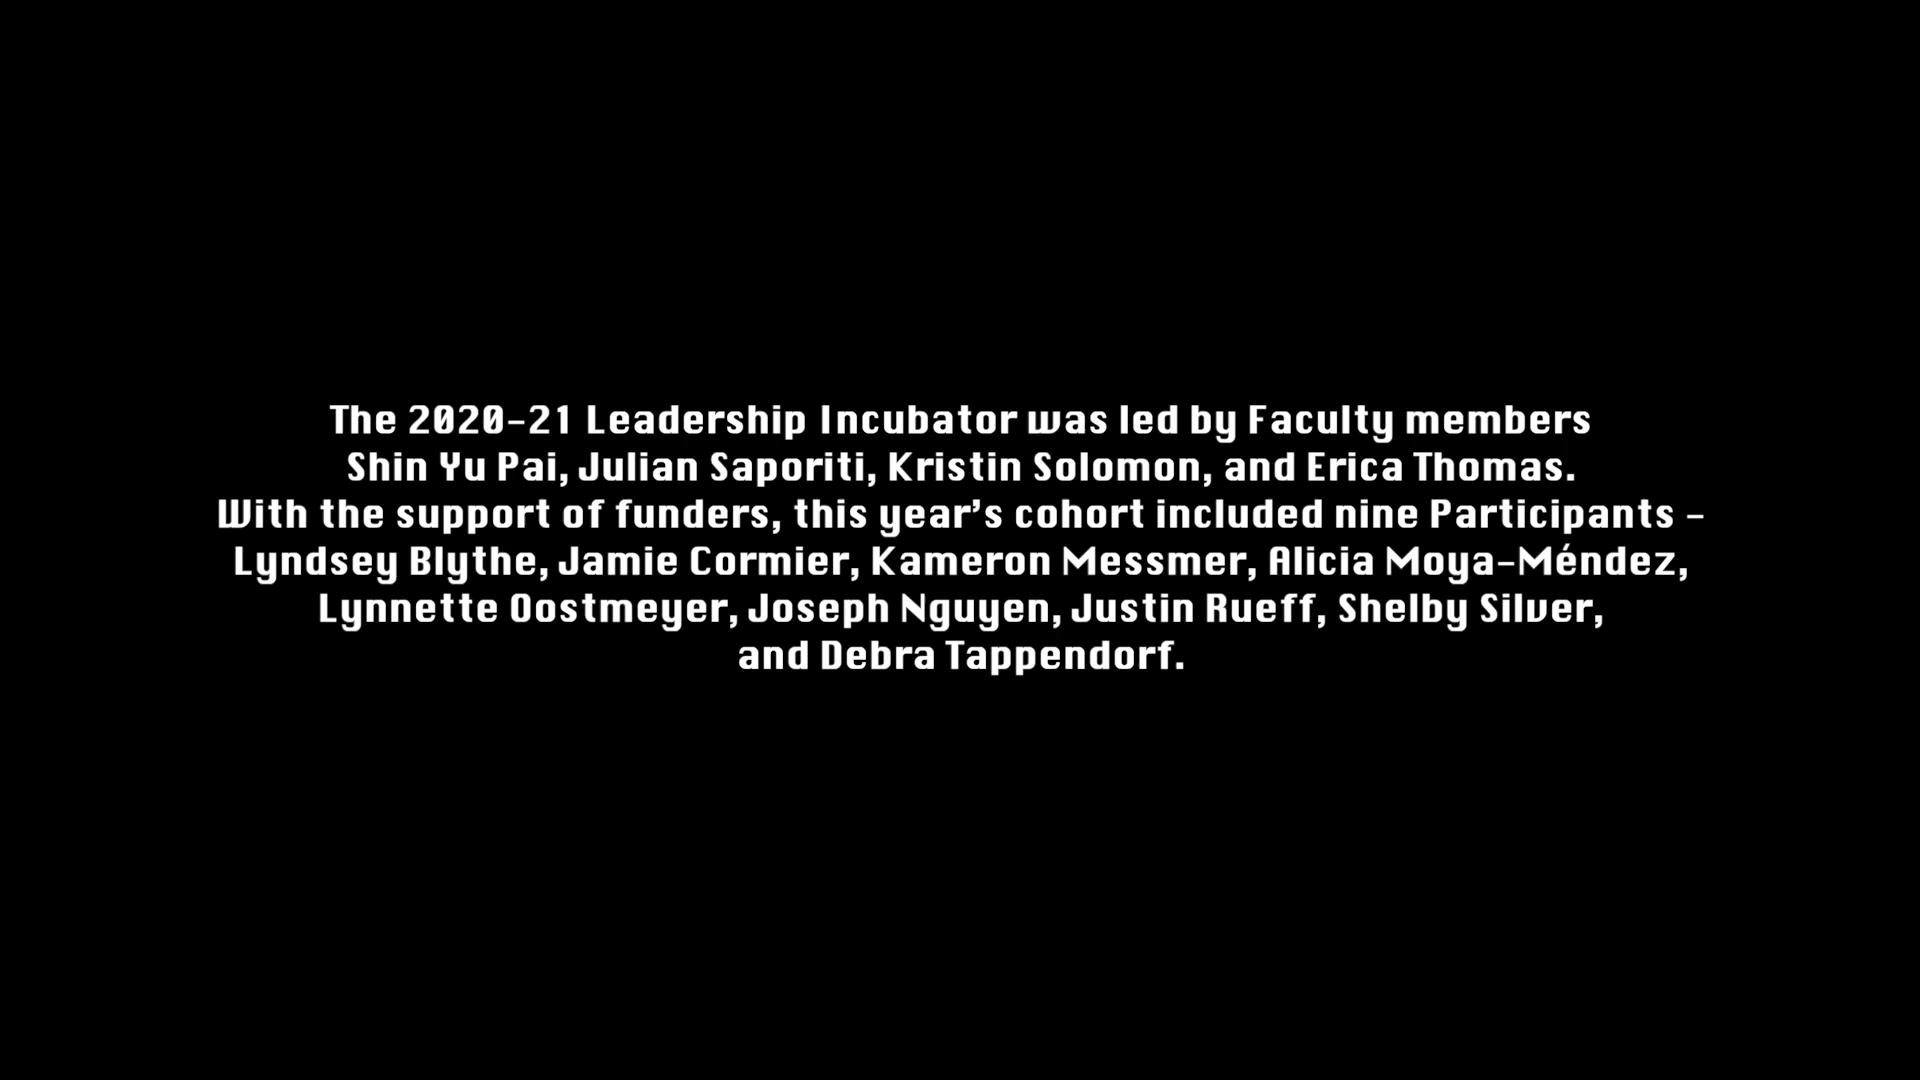 The 2020-21 Leadership Incubator was led by Faculty members
Shin Yu Pai, Julian Saporiti, Kristin Solomon, and Erica Thomas.
With the support of funders, this year’s cohort included nine Participants -
Lyndsey Blythe, Jamie Cormier, Kameron Messmer, Alicia Moya-Méndez,
Lynnette Oostmeyer, Joseph Nguyen, Justin Rueff, Shelby Silver,
and Debra Tappendorf.